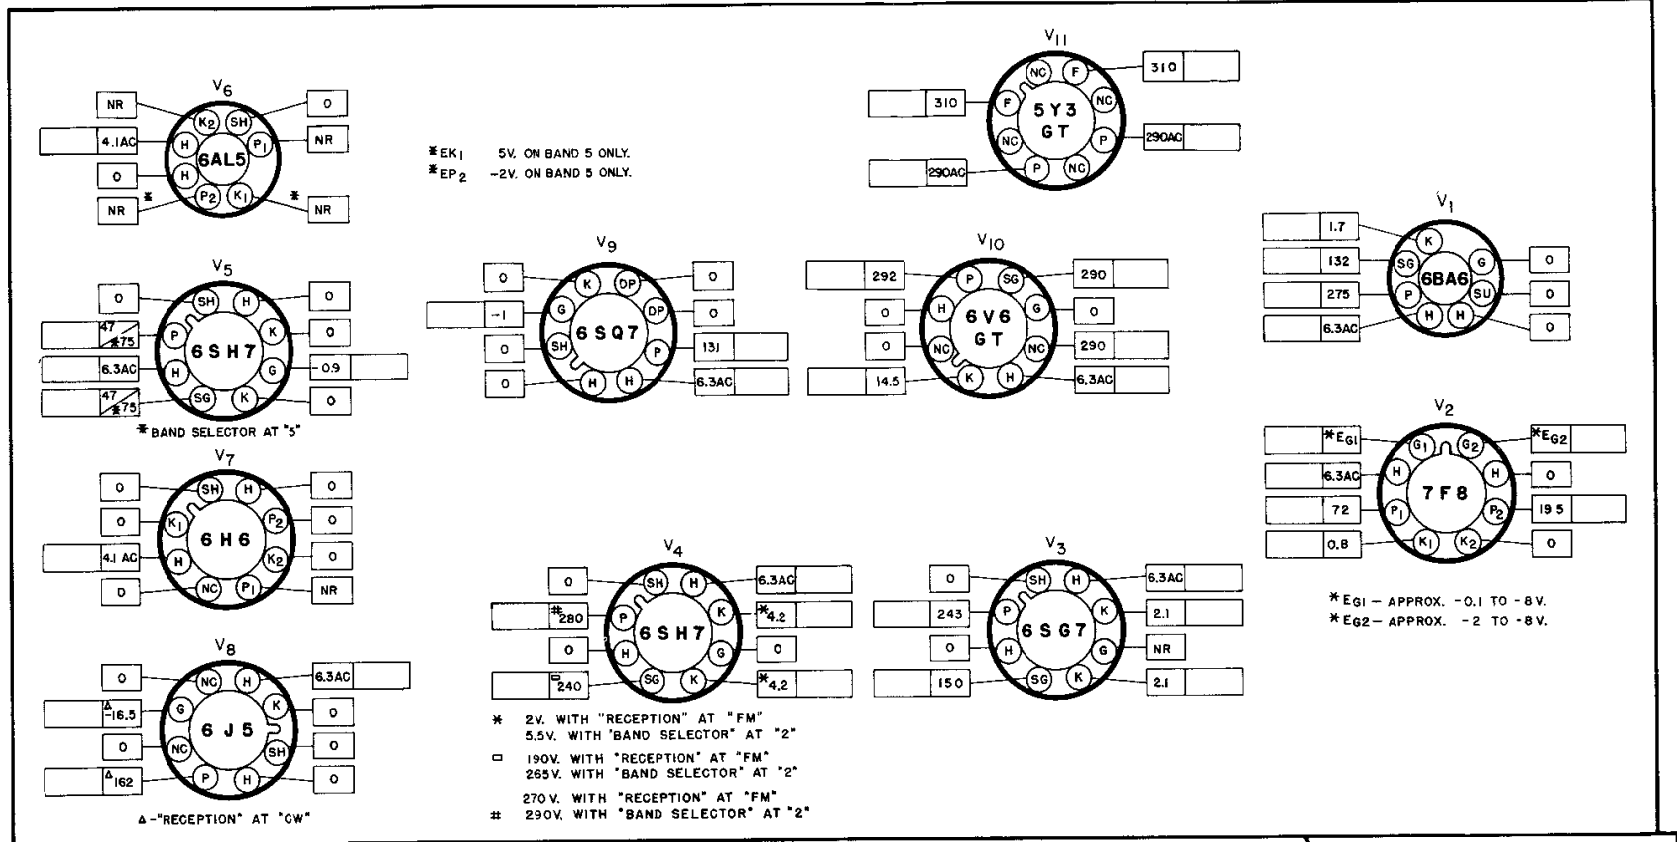 V11
NC F 310
310 F 5Y3 GT NC
NC P 290AC
290AC P NC
V6
NR K2 SH 0
4.1AC H 6AL5 P1 NR
0 H
NR * P2 K1 * NR
* EK1 5V. ON BAND 5 ONLY.
* EP2 -2V. ON BAND 5 ONLY.
V1
1.7 K
132 SG 6BA6 G 0
275 P SU 0
6.3AC H H 0
V5
0 SH H 0
47 *75 P 6SH7 K 0
6.3AC H G -0.9
47 *75 SG K 0
* BAND SELECTOR AT "5"
V9
0 K DP 0
-1 G 6SQ7 DP 0
0 SH P 131
0 H H 6.3AC
V10
292 P SG 290
0 H 6V6 GT G 0
0 NC NC 290
14.5 K H 6.3AC
V2
*EG1 G1 G2 *EG2
6.3AC H 7F8 H 0
72 P1 P2 195
0.8 K1 K2 0
* EG1 — APPROX. -0.1 TO -8V.
* EG2 — APPROX. -2 TO -8V.
V7
0 SH H 0
0 K1 6H6 P2 0
4.1 AC H K2 0
0 NC P1 NR
V4
0 SH H 6.3AC
#280 P 6SH7 K *4.2
0 H G 0
▭240 SG K *4.2
* 2V. WITH "RECEPTION" AT "FM"
5.5V. WITH "BAND SELECTOR" AT "2"
▭ 190V. WITH "RECEPTION" AT "FM"
265V. WITH "BAND SELECTOR" AT "2"
270V. WITH "RECEPTION" AT "FM"
# 290V. WITH "BAND SELECTOR" AT "2"
V3
0 SH H 6.3AC
243 P 6SG7 K 2.1
0 H G NR
150 SG K 2.1
V8
0 NC H 6.3AC
Δ-16.5 G 6J5 K 0
0 NC SH 0
Δ162 P H 0
Δ-"RECEPTION" AT "CW"